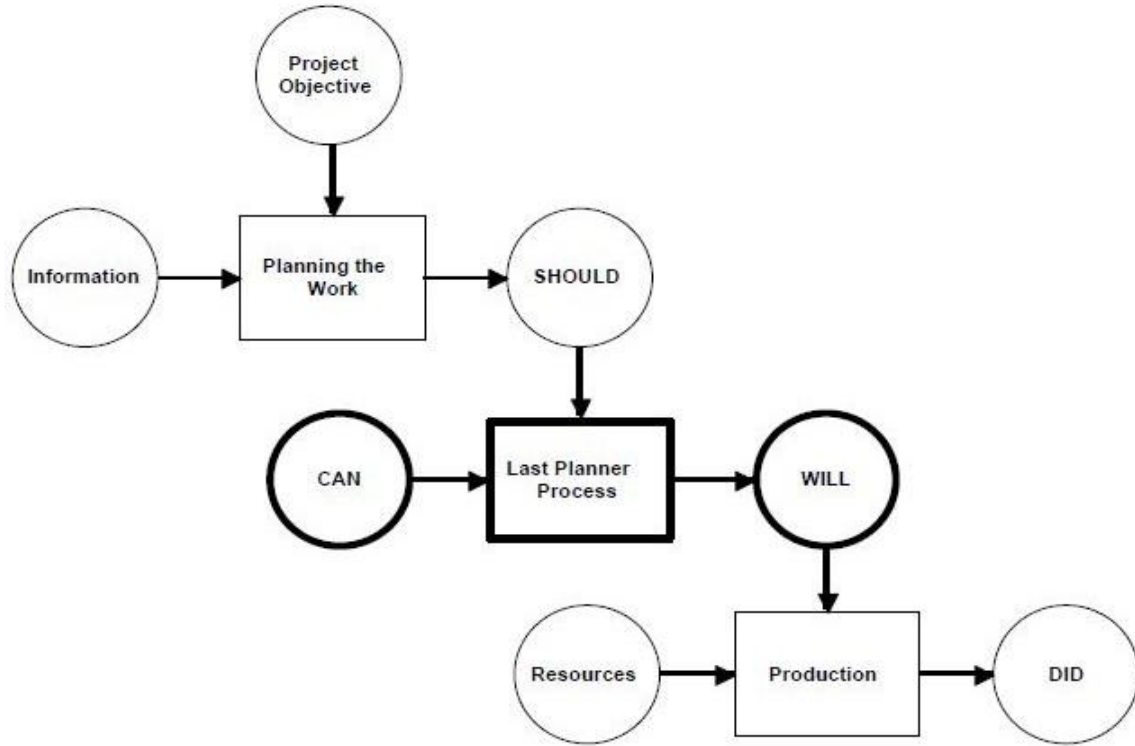 Project
Objective
Information
Planning the
Work
SHOULD
CAN
Last Planner
Process
WILL
Resources
Production
DID